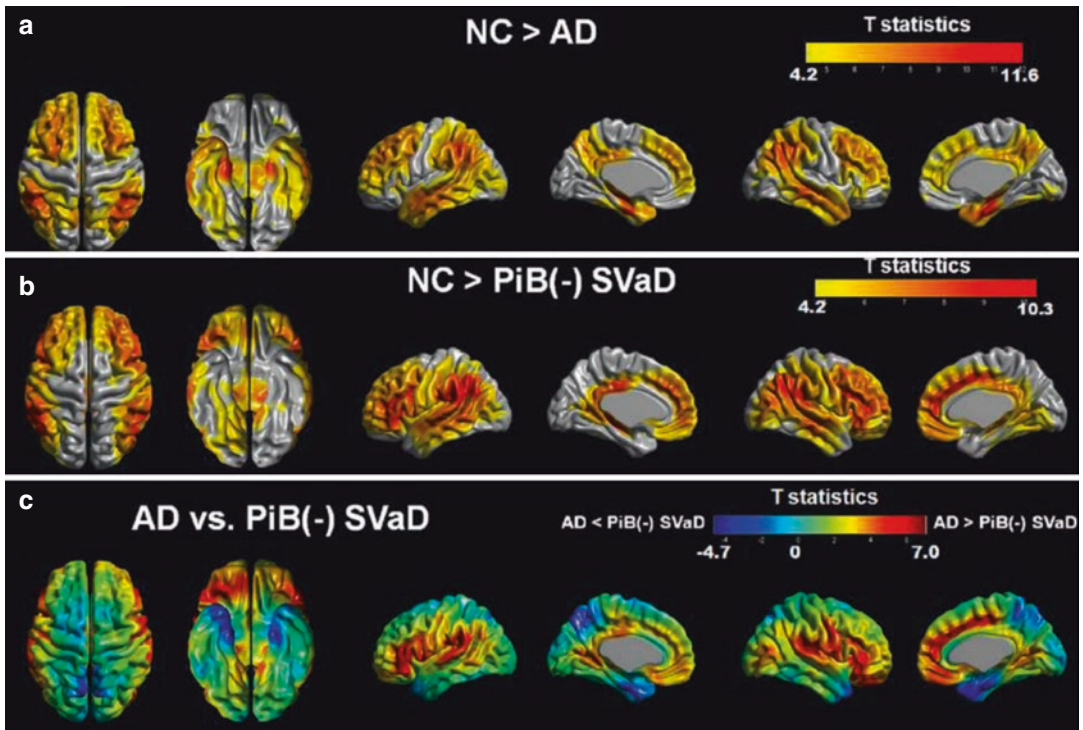 a
NC > AD
T statistics
4.2 11.6
b
NC > PiB(-) SVaD
T statistics
4.2 10.3
c
AD vs. PiB(-) SVaD
T statistics
AD < PiB(-) SVaD AD > PiB(-) SVaD
-4.7 0 7.0